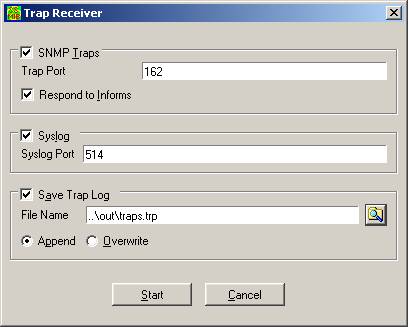 Trap Receiver
SNMP Traps
Trap Port 162
Respond to Informs
Syslog
Syslog Port 514
Save Trap Log
File Name ..\out\traps.trp
Append Overwrite
Start Cancel